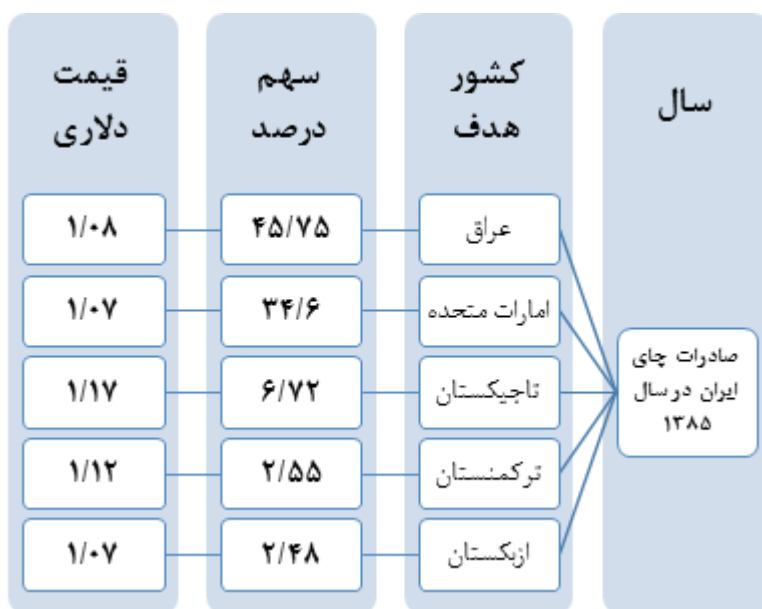 سال
کشور
هدف
سهم
درصد
قیمت
دلاری
صادرات چای
ایران در سال
۱۳۸۵
عراق
۴۵/۷۵
۱/۰۸
امارات متحده
۳۴/۶
۱/۰۷
تاجیکستان
۶/۷۲
۱/۱۷
ترکمنستان
۲/۵۵
۱/۱۲
ازبکستان
۲/۴۸
۱/۰۷